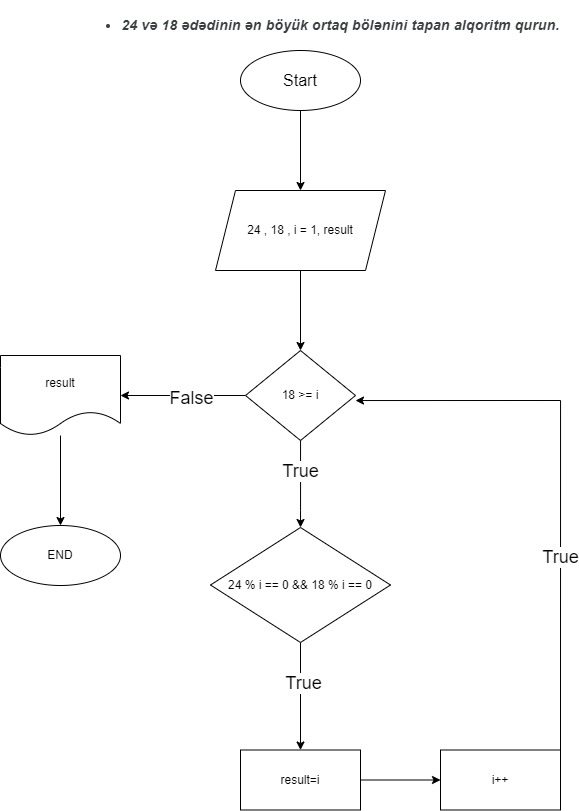 24 və 18 ədədinin ən böyük ortaq bölənini tapan alqoritm qurun.
Start
24 , 18 , i = 1, result
18 >= i
False
result
END
True
24 % i == 0 && 18 % i == 0
True
True
result=i
i++